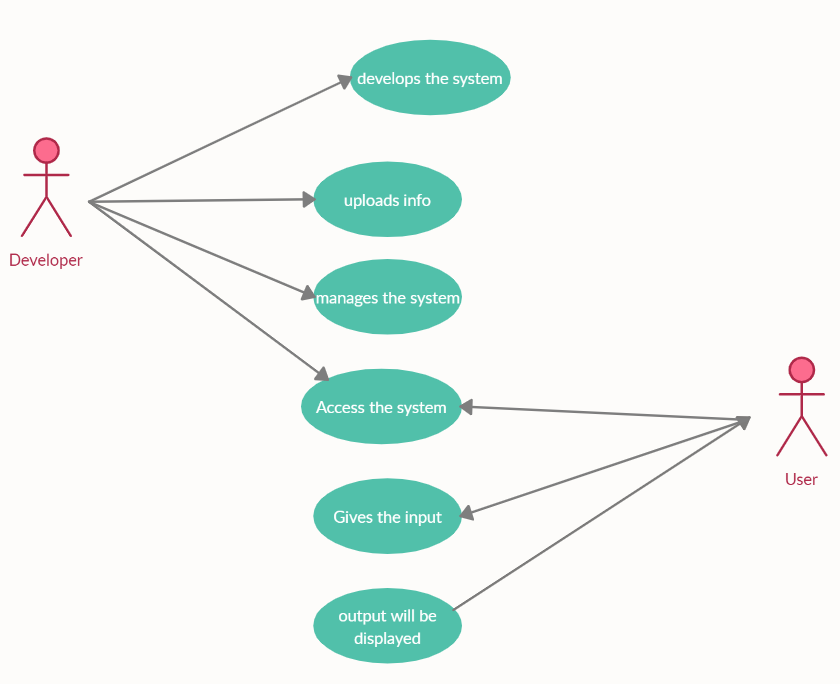 develops the system
uploads info
Developer
manages the system
Access the system
User
Gives the input
output will be
displayed